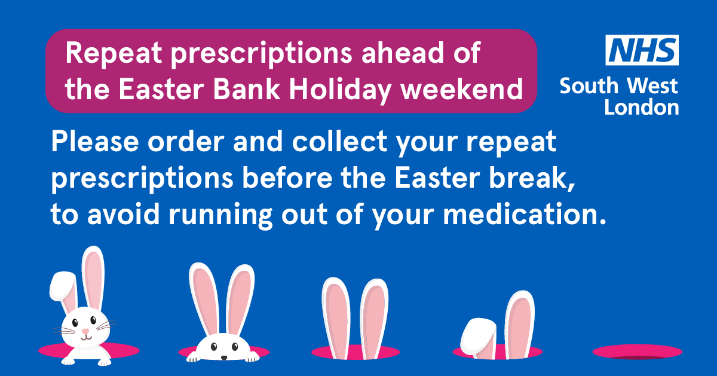 Repeat prescriptions ahead of
the Easter Bank Holiday weekend
NHS
South West
London
Please order and collect your repeat
prescriptions before the Easter break,
to avoid running out of your medication.